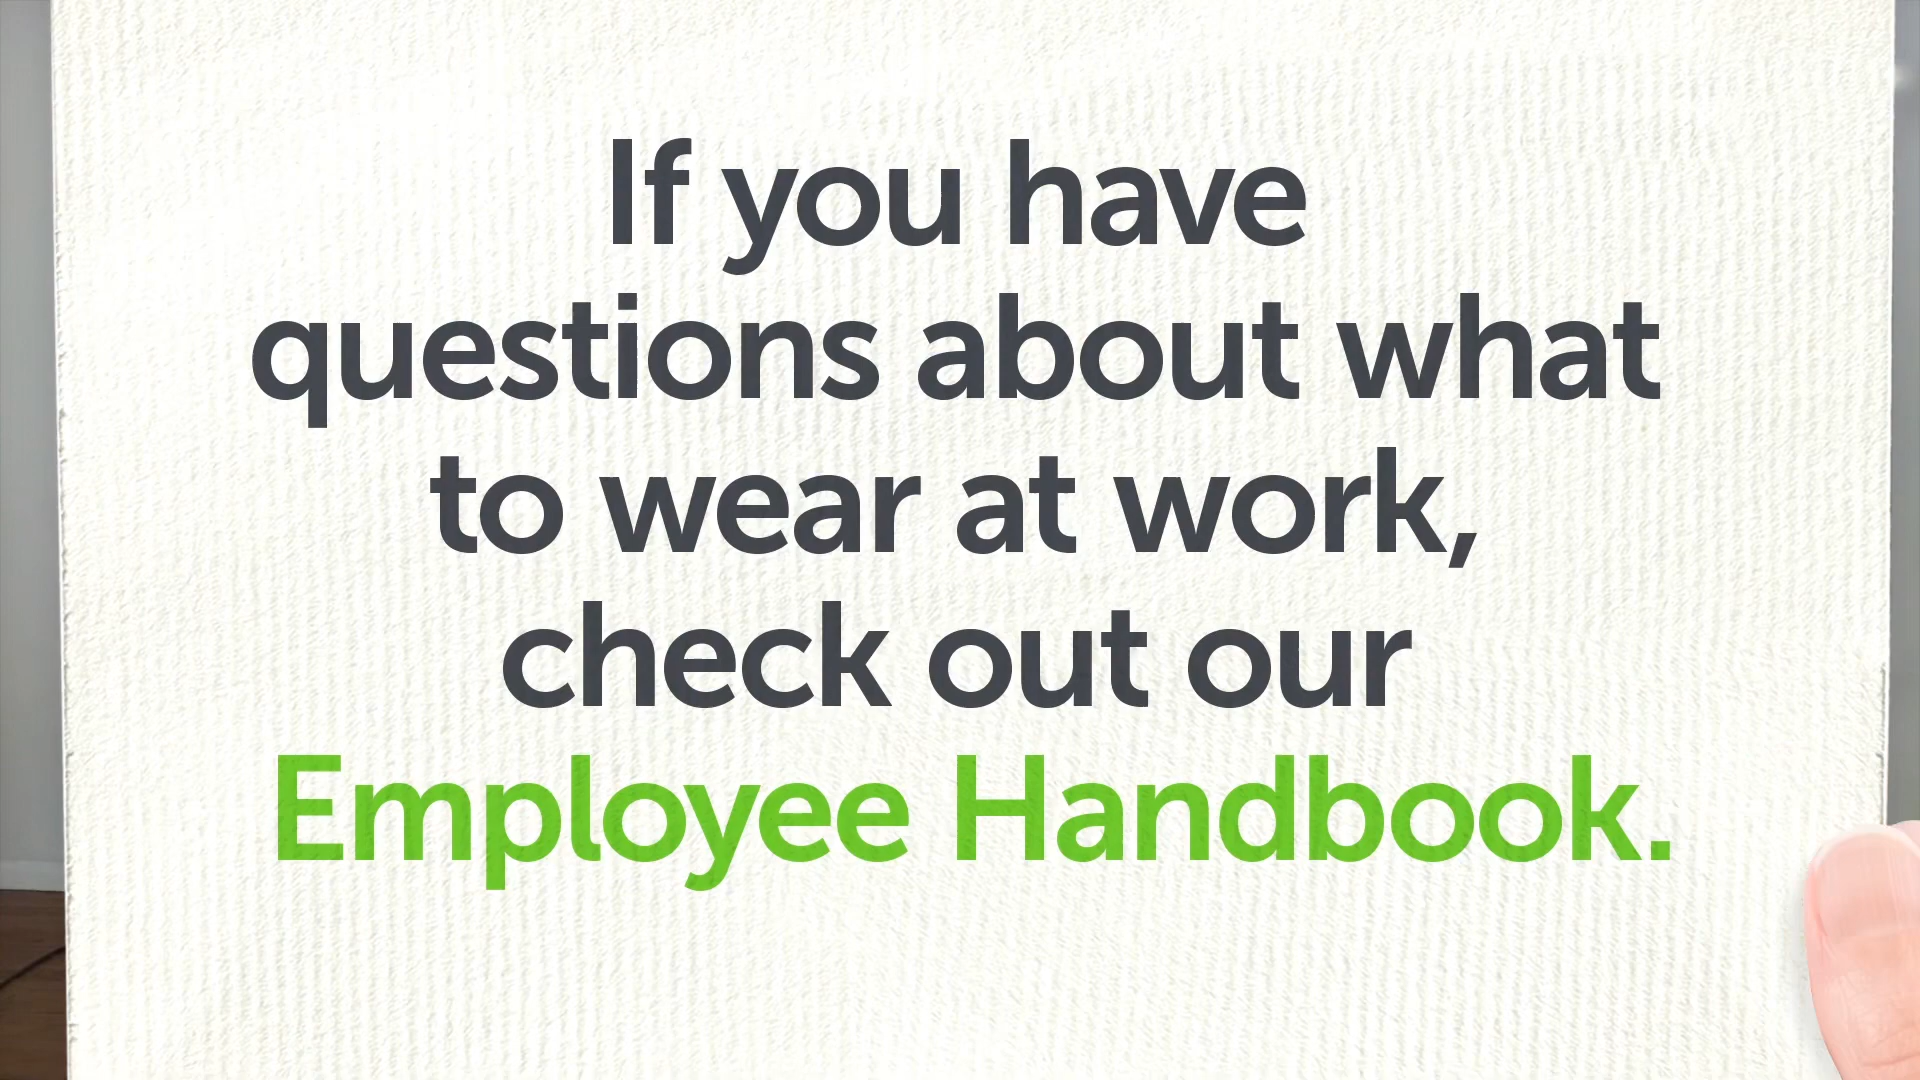 If you have
questions about what
to wear at work,
check out our
Employee Handbook.